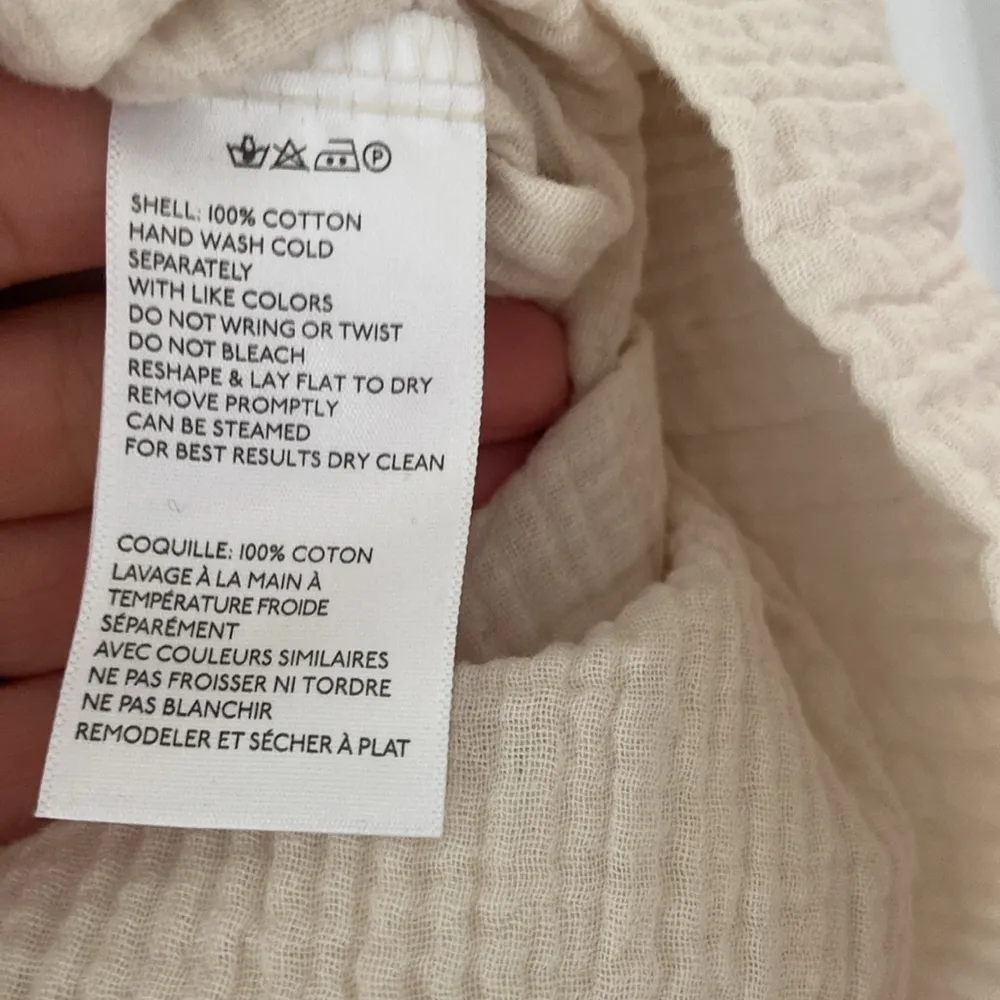 P
SHELL: 100% COTTON
HAND WASH COLD
SEPARATELY
WITH LIKE COLORS
DO NOT WRING OR TWIST
DO NOT BLEACH
RESHAPE & LAY FLAT TO DRY
REMOVE PROMPTLY
CAN BE STEAMED
FOR BEST RESULTS DRY CLEAN
COQUILLE: 100% COTON
LAVAGE À LA MAIN À
TEMPÉRATURE FROIDE
SÉPARÉMENT
AVEC COULEURS SIMILAIRES
NE PAS FROISSER NI TORDRE
NE PAS BLANCHIR
REMODELER ET SÉCHER À PLAT